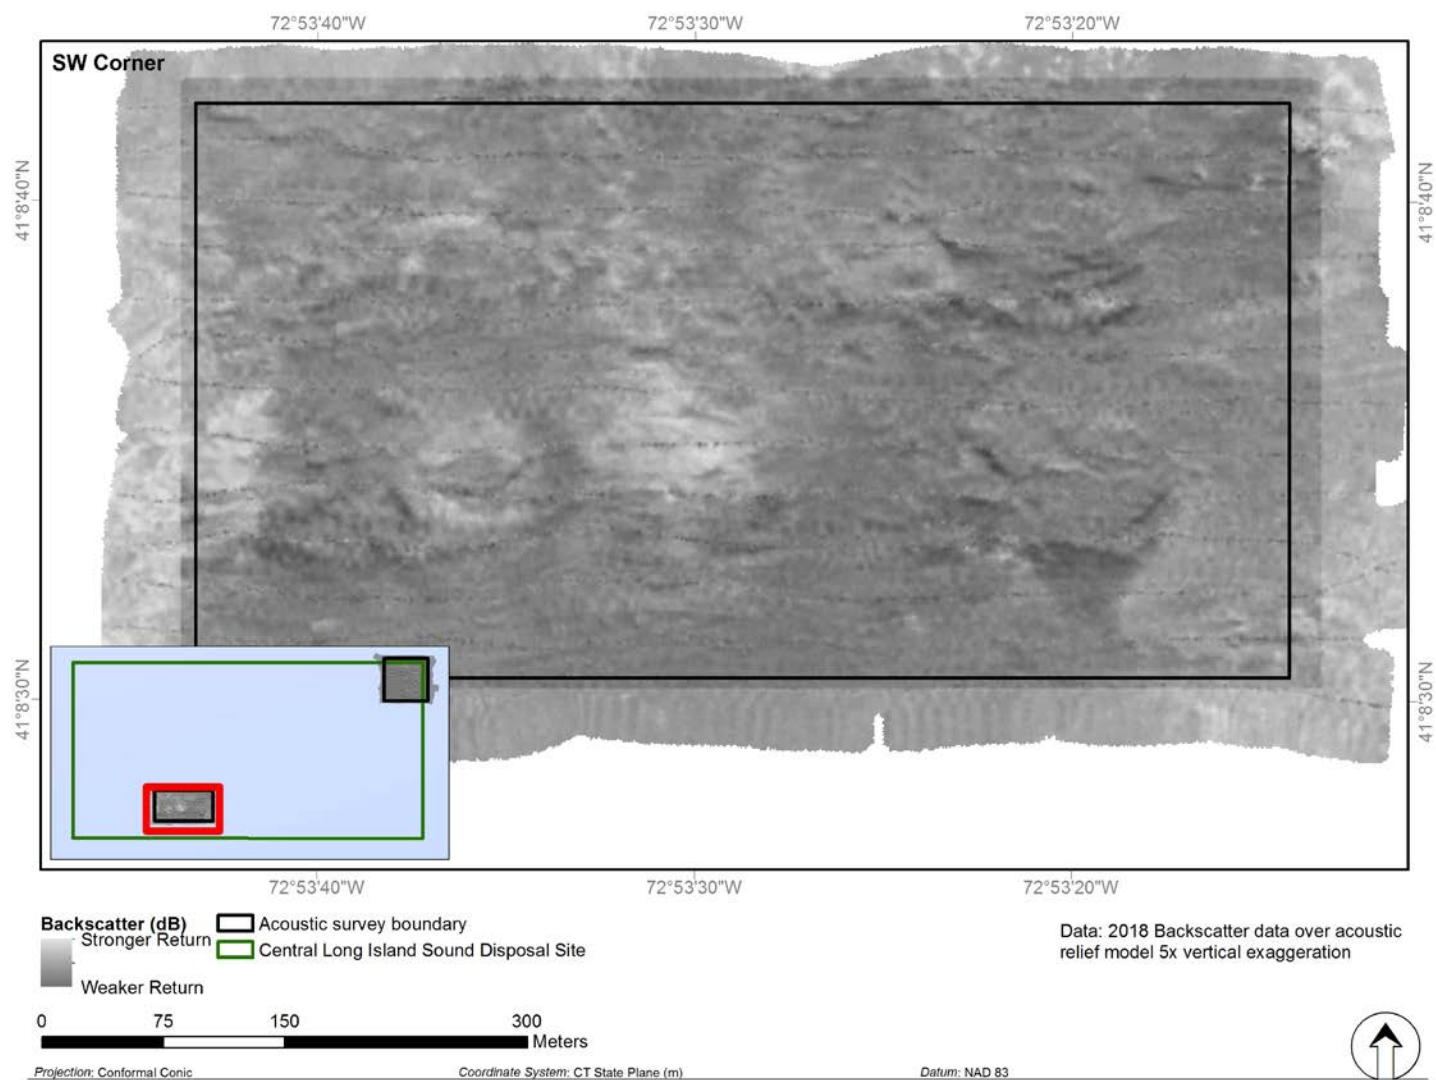 72°53'40"W 72°53'30"W 72°53'20"W
SW Corner
41°8'40"N 41°8'40"N
41°8'30"N 41°8'30"N
72°53'40"W 72°53'30"W 72°53'20"W
Backscatter (dB)
Stronger Return
Weaker Return
Acoustic survey boundary
Central Long Island Sound Disposal Site
Data: 2018 Backscatter data over acoustic
relief model 5x vertical exaggeration
0 75 150 300
Meters
Projection: Conformal Conic Coordinate System: CT State Plane (m) Datum: NAD 83